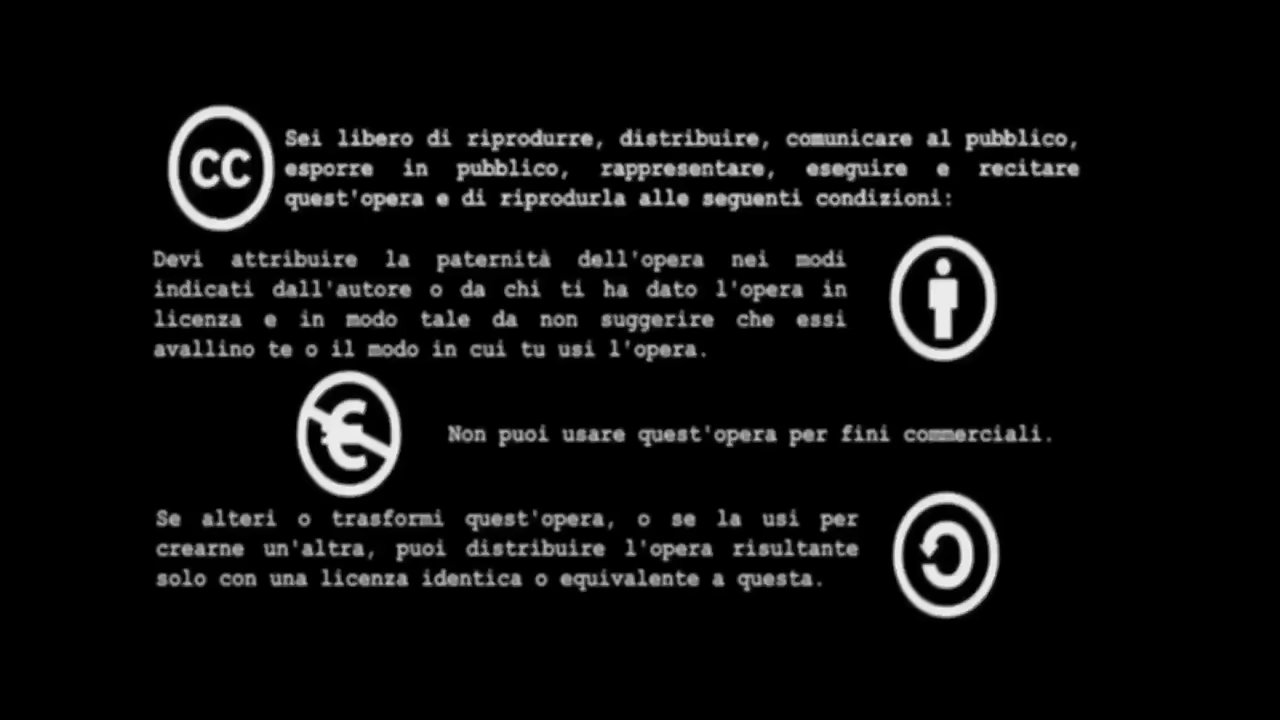 CC
Sei libero di riprodurre, distribuire, comunicare al pubblico,
esporre in pubblico, rappresentare, eseguire e recitare
quest'opera e di riprodurla alle seguenti condizioni:
Devi attribuire la paternità dell'opera nei modi
indicati dall'autore o da chi ti ha dato l'opera in
licenza e in modo tale da non suggerire che essi
avallino te o il modo in cui tu usi l'opera.
€
Non puoi usare quest'opera per fini commerciali.
Se alteri o trasformi quest'opera, o se la usi per
crearne un'altra, puoi distribuire l'opera risultante
solo con una licenza identica o equivalente a questa.